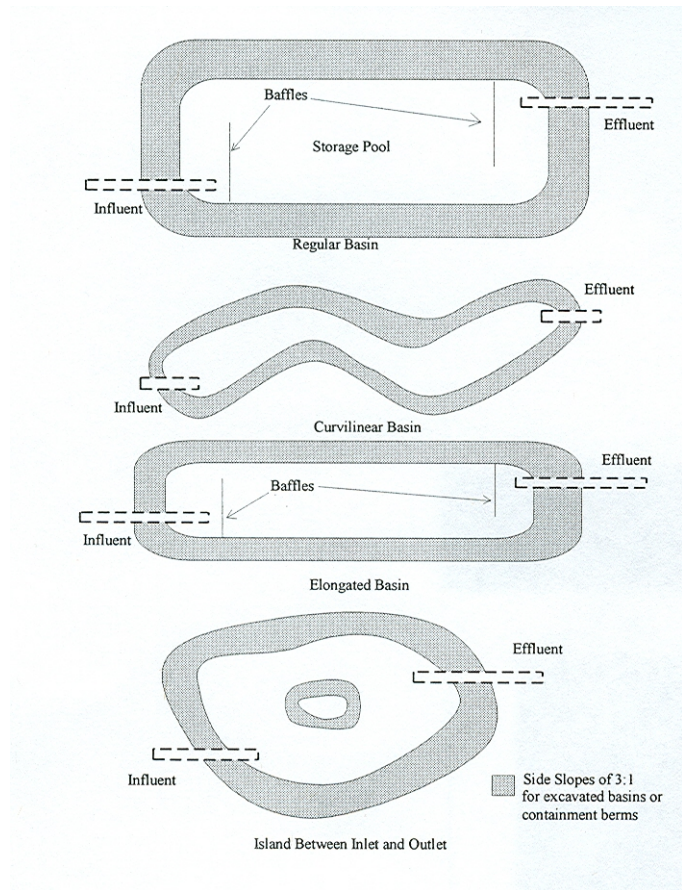 Baffles
Effluent
Storage Pool
Influent
Regular Basin
Effluent
Influent
Curvilinear Basin
Effluent
Baffles
Influent
Elongated Basin
Effluent
Influent
Side Slopes of 3:1
for excavated basins or
containment berms
Island Between Inlet and Outlet